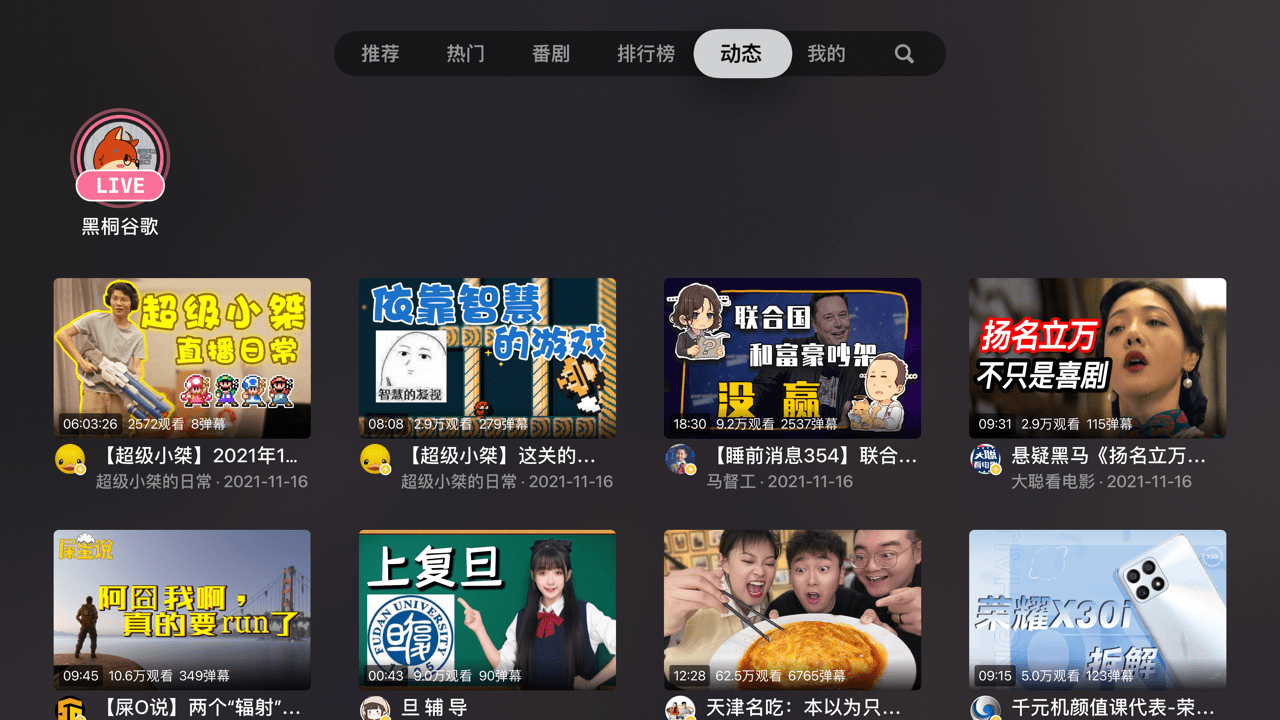 推荐 热门 番剧 排行榜 动态 我的
LIVE
黑桐谷歌
超级小桀
直播日常
06:03:26 2572观看 8弹幕
【超级小桀】2021年1...
超级小桀的日常 · 2021-11-16
依靠智慧
的游戏
智慧的凝视
08:08 2.9万观看 279弹幕
【超级小桀】这关的...
超级小桀的日常 · 2021-11-16
联合国
和富豪吵架
没赢
18:30 9.2万观看 2537弹幕
【睡前消息354】联合...
马督工 · 2021-11-16
扬名立万
不只是喜剧
09:31 2.9万观看 115弹幕
大聪
看电影
悬疑黑马《扬名立万...
大聪看电影 · 2021-11-16
屎蛋说
阿囧我啊，
真的要run了
09:45 10.6万观看 349弹幕
【屎O说】两个“辐射”...
上复旦
FUDAN UNIVERSITY
00:43 9.0万观看 90弹幕
旦 辅 导
12:28 62.5万观看 6765弹幕
天津名吃：本以为只...
荣耀X30i
拆解
09:15 5.0万观看 123弹幕
千元机颜值课代表-荣...